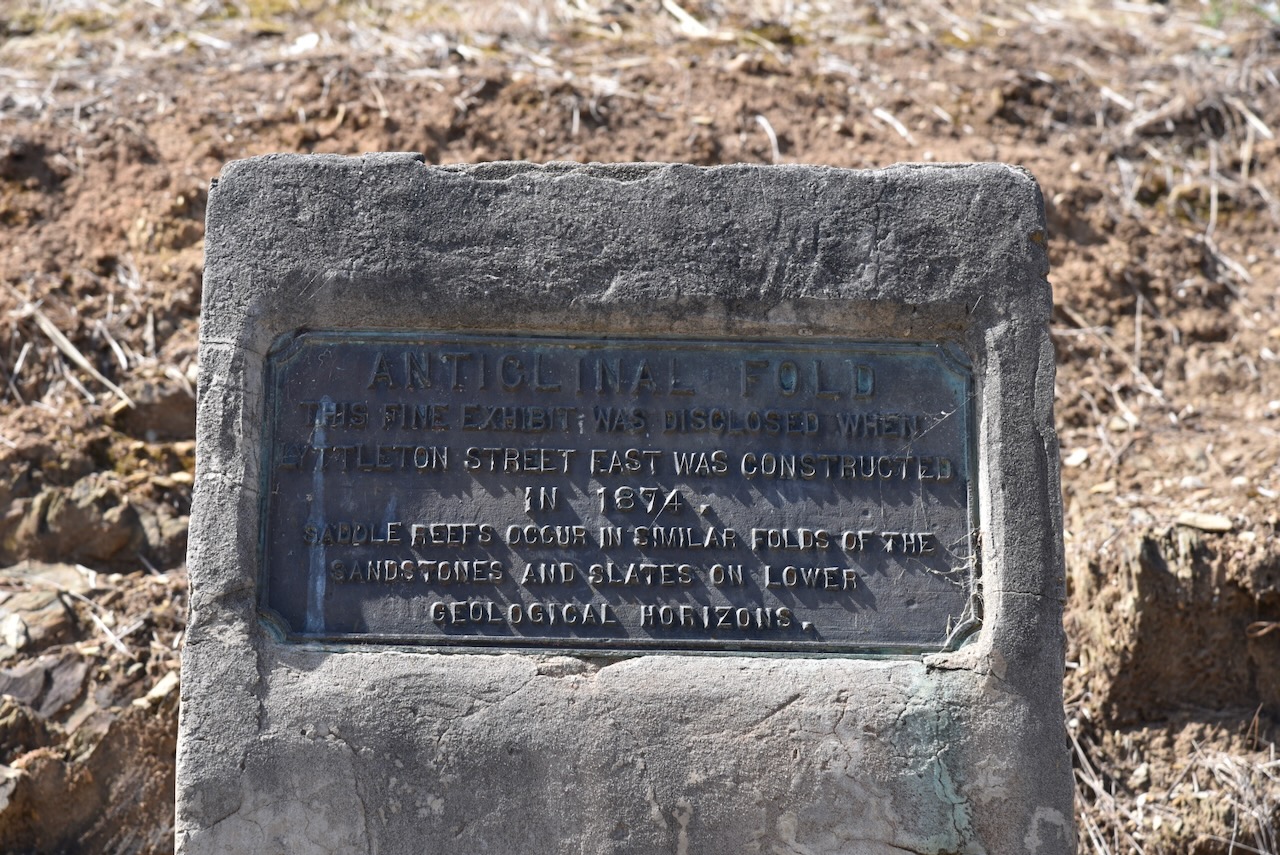 ANTICLINAL FOLD
THIS FINE EXHIBIT WAS DISCLOSED WHEN
LYTTLETON STREET EAST WAS CONSTRUCTED
IN 1874.
SADDLE REEFS OCCUR IN SIMILAR FOLDS OF THE
SANDSTONES AND SLATES ON LOWER
GEOLOGICAL HORIZONS.